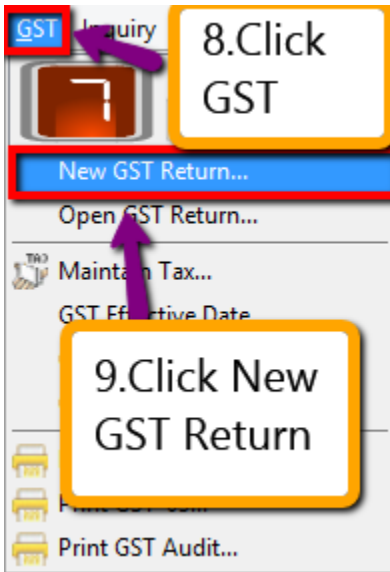 GST Inquiry
8.Click
GST
New GST Return...
Open GST Return...
Maintain Tax...
GST Effective Date
9.Click New
GST Return
Print GST Audit...